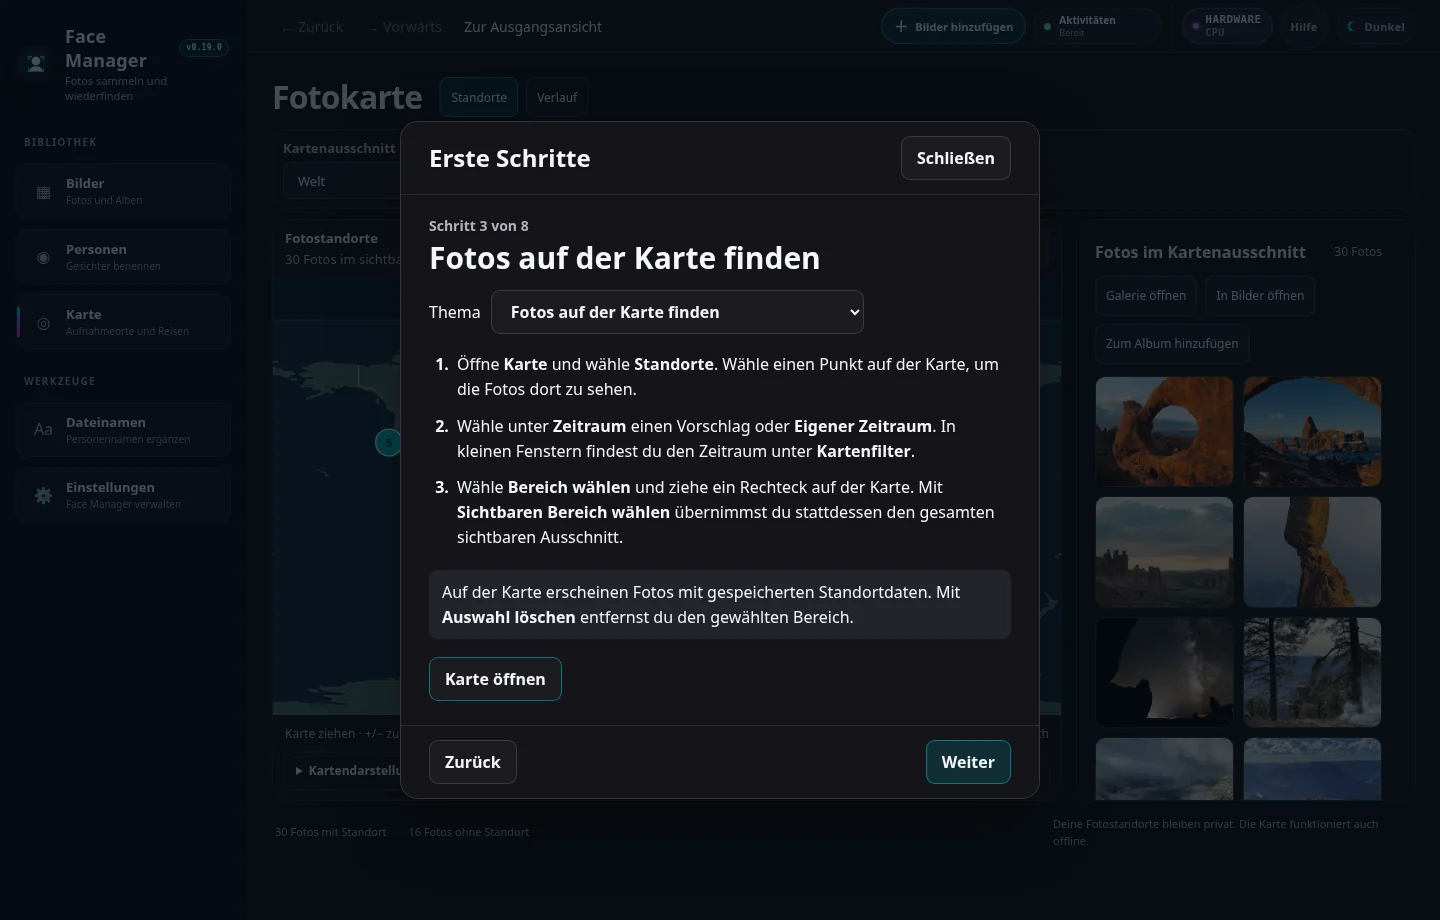 Face Manager
v0.19.0
Fotos sammeln und wiederfinden
BIBLIOTHEK
Bilder
Fotos und Alben
Personen
Gesichter benennen
Karte
Aufnahmeorte und Reisen
WERKZEUGE
Aa Dateinamen
Personennamen ergänzen
Einstellungen
Face Manager verwalten
← Zurück
→ Vorwärts
Zur Ausgangsansicht
+ Bilder hinzufügen
Aktivitäten
Bereit
HARDWARE
CPU
Hilfe
Dunkel
Fotokarte
Standorte
Verlauf
Kartenausschnitt
Welt
Fotostandorte
30 Fotos im sichtba
5
Erste Schritte
Schließen
Schritt 3 von 8
Fotos auf der Karte finden
Thema
Fotos auf der Karte finden
1. Öffne Karte und wähle Standorte. Wähle einen Punkt auf der Karte, um
die Fotos dort zu sehen.
2. Wähle unter Zeitraum einen Vorschlag oder Eigener Zeitraum. In
kleinen Fenstern findest du den Zeitraum unter Kartenfilter.
3. Wähle Bereich wählen und ziehe ein Rechteck auf der Karte. Mit
Sichtbaren Bereich wählen übernimmst du stattdessen den gesamten
sichtbaren Ausschnitt.
Auf der Karte erscheinen Fotos mit gespeicherten Standortdaten. Mit
Auswahl löschen entfernst du den gewählten Bereich.
Karte öffnen
Zurück
Weiter
Fotos im Kartenausschnitt
30 Fotos
Galerie öffnen
In Bilder öffnen
Zum Album hinzufügen
Karte ziehen · +/− zu
ch
Kartendarstellu
30 Fotos mit Standort
16 Fotos ohne Standort
Deine Fotostandorte bleiben privat. Die Karte funktioniert auch
offline.